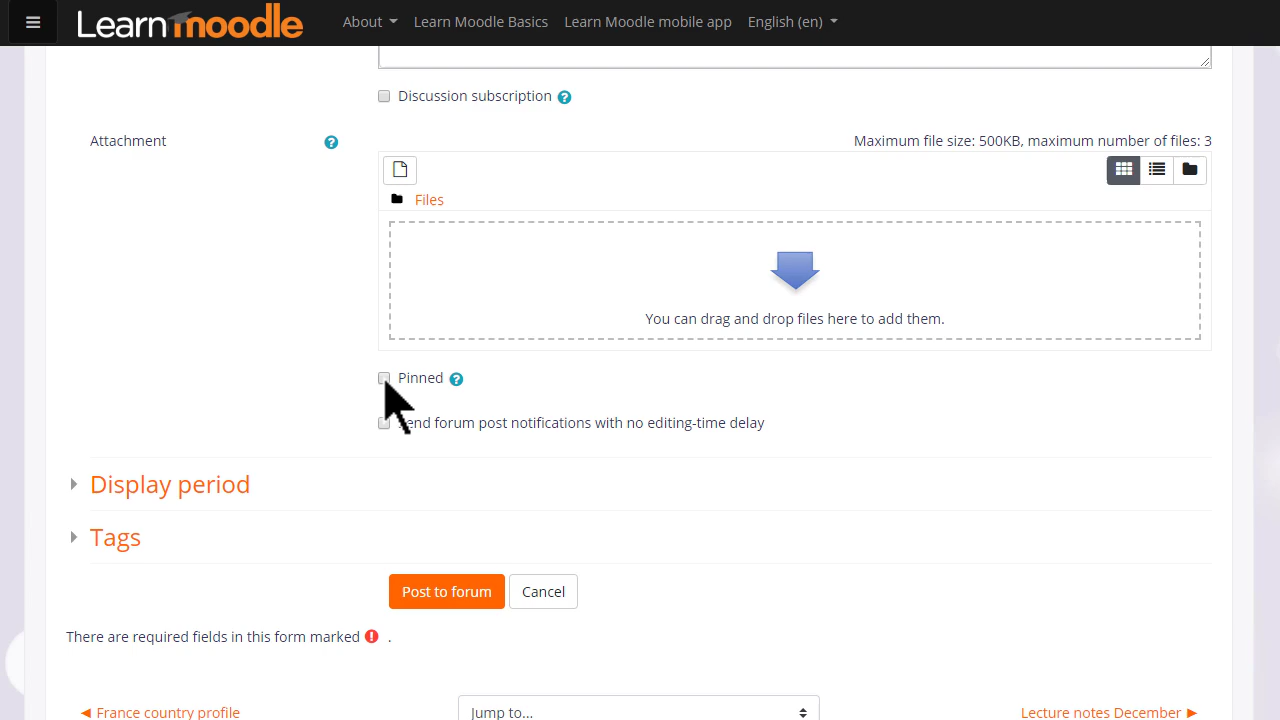 Learn moodle
About
Learn Moodle Basics
Learn Moodle mobile app
English (en)
Discussion subscription
Attachment
Maximum file size: 500KB, maximum number of files: 3
Files
You can drag and drop files here to add them.
Pinned
end forum post notifications with no editing-time delay
Display period
Tags
Post to forum
Cancel
There are required fields in this form marked .
◄ France country profile
Jump to...
Lecture notes December ►